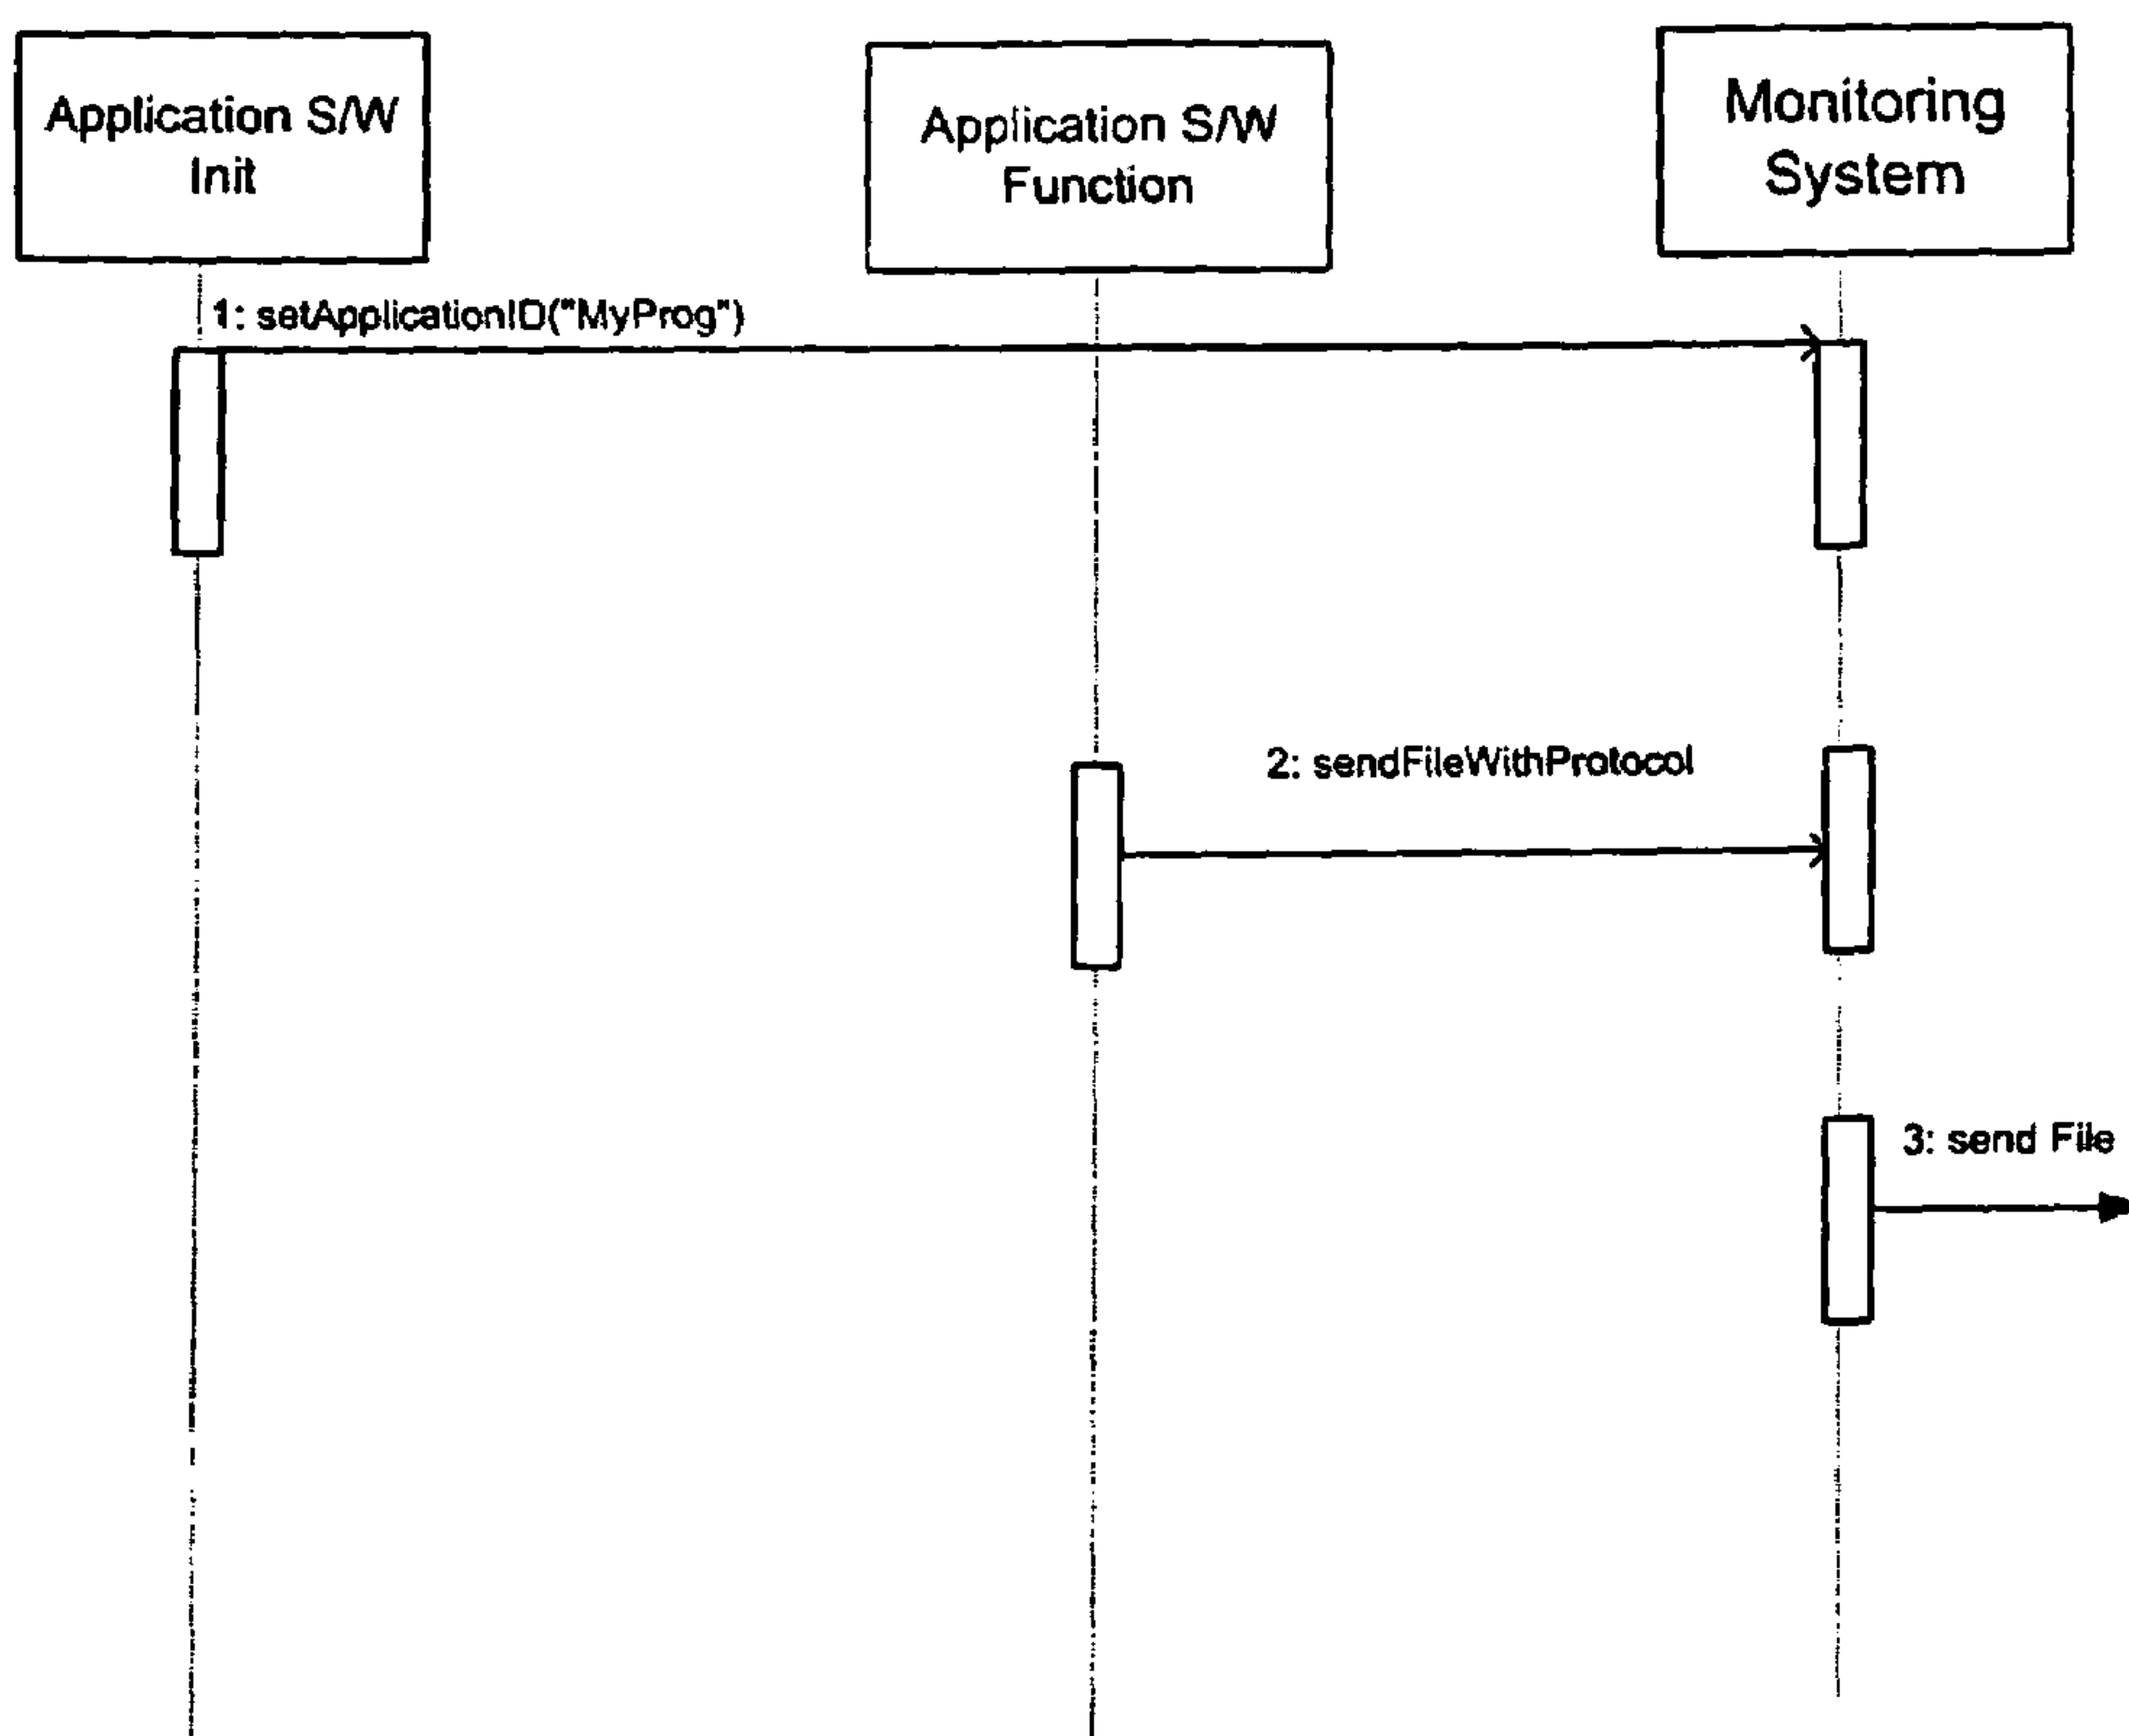 Application S/W
Init
Application S/W
Function
Monitoring
System
1: setApplicationID("MyProg")
2: sendFileWithProtocol
3: send File